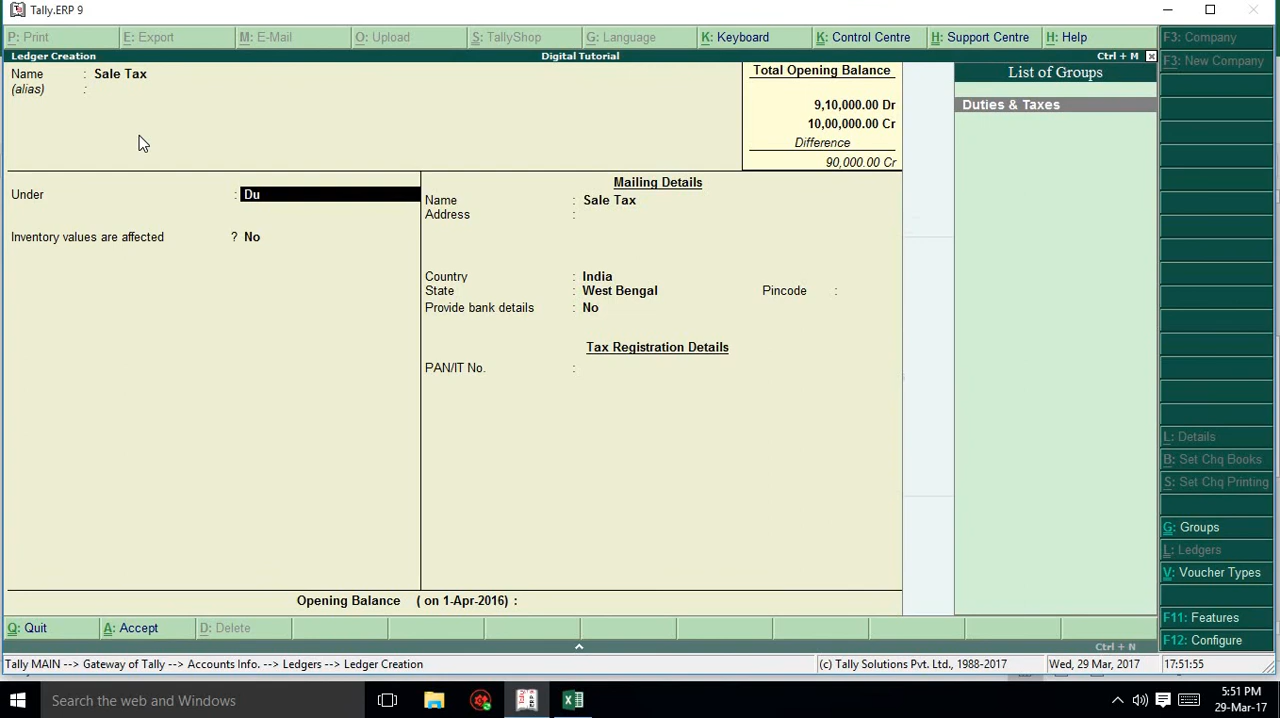 Tally.ERP 9
P: Print E: Export M: E-Mail O: Upload S: TallyShop G: Language K: Keyboard K: Control Centre H: Support Centre H: Help F3: Company
Ledger Creation Digital Tutorial Ctrl + M
F3: New Company
Name : Sale Tax
(alias) :
Total Opening Balance
9,10,000.00 Dr
10,00,000.00 Cr
Difference
90,000.00 Cr
List of Groups
Duties & Taxes
Under : Du
Inventory values are affected ? No
Mailing Details
Name : Sale Tax
Address :
Country : India
State : West Bengal Pincode :
Provide bank details : No
Tax Registration Details
PAN/IT No. :
L: Details
B: Set Chq Books
S: Set Chq Printing
G: Groups
L: Ledgers
V: Voucher Types
F11: Features
F12: Configure
Opening Balance ( on 1-Apr-2016) :
Q: Quit A: Accept D: Delete
Ctrl + N
Tally MAIN --> Gateway of Tally --> Accounts Info. --> Ledgers --> Ledger Creation (c) Tally Solutions Pvt. Ltd., 1988-2017 Wed, 29 Mar, 2017 17:51:55
Search the web and Windows
5:51 PM
29-Mar-17